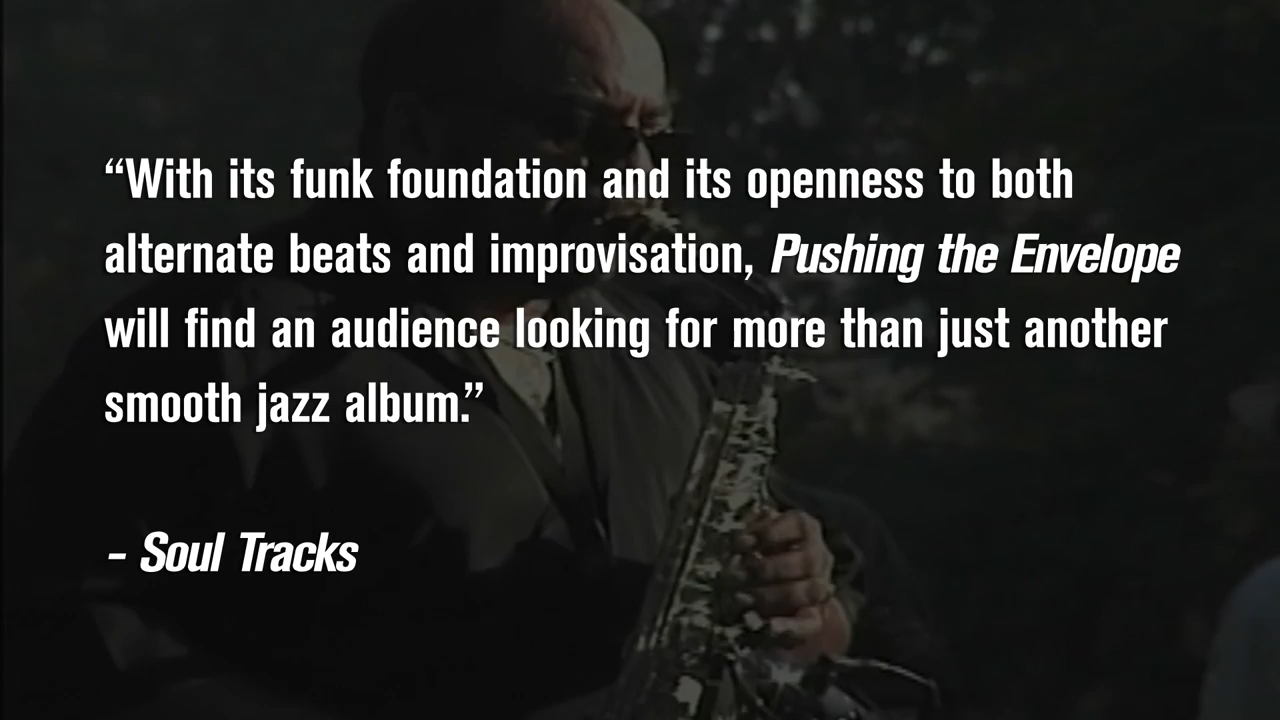 “With its funk foundation and its openness to both
alternate beats and improvisation, Pushing the Envelope
will find an audience looking for more than just another
smooth jazz album.”
- Soul Tracks